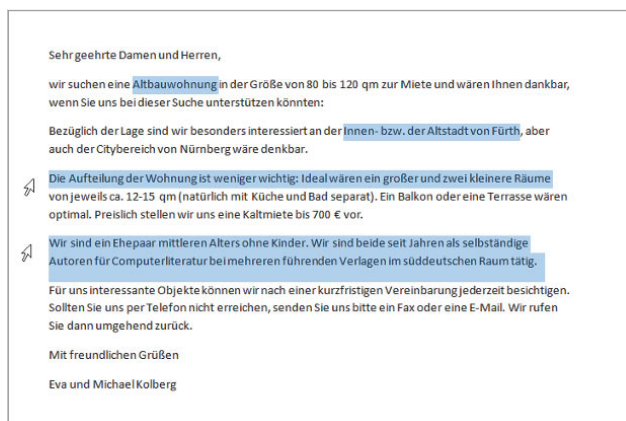 Sehr geehrte Damen und Herren,
wir suchen eine Altbauwohnung in der Größe von 80 bis 120 qm zur Miete und wären Ihnen dankbar,
wenn Sie uns bei dieser Suche unterstützen könnten:
Bezüglich der Lage sind wir besonders interessiert an der Innen- bzw. der Altstadt von Fürth, aber
auch der Citybereich von Nürnberg wäre denkbar.
Die Aufteilung der Wohnung ist weniger wichtig: Ideal wären ein großer und zwei kleinere Räume
von jeweils ca. 12-15 qm (natürlich mit Küche und Bad separat). Ein Balkon oder eine Terrasse wären
optimal. Preislich stellen wir uns eine Kaltmiete bis 700 € vor.
Wir sind ein Ehepaar mittleren Alters ohne Kinder. Wir sind beide seit Jahren als selbständige
Autoren für Computerliteratur bei mehreren führenden Verlagen im süddeutschen Raum tätig.
Für uns interessante Objekte können wir nach einer kurzfristigen Vereinbarung jederzeit besichtigen.
Sollten Sie uns per Telefon nicht erreichen, senden Sie uns bitte ein Fax oder eine E-Mail. Wir rufen
Sie dann umgehend zurück.
Mit freundlichen Grüßen
Eva und Michael Kolberg